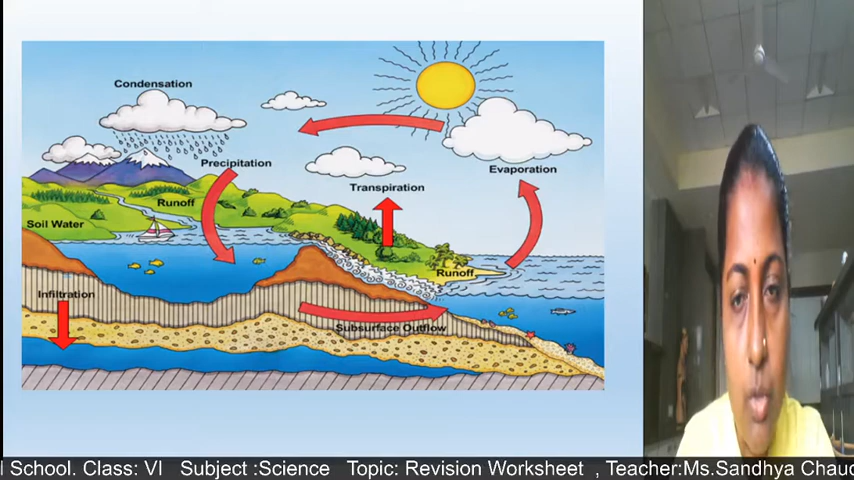 Condensation
Precipitation
Transpiration
Evaporation
Runoff
Soil Water
Runoff
Infiltration
Subsurface Outflow
School. Class: VI Subject :Science Topic: Revision Worksheet , Teacher:Ms.Sandhya